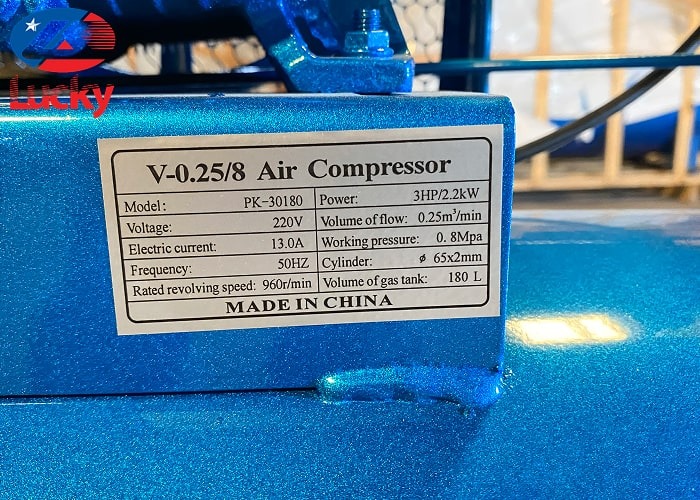 Lucky
V-0.25/8 Air Compressor
Model: PK-30180 Power: 3HP/2.2kW
Voltage: 220V Volume of flow: 0.25m³/min
Electric current: 13.0A Working pressure: 0.8Mpa
Frequency: 50HZ Cylinder: ϕ 65x2mm
Rated revolving speed: 960r/min Volume of gas tank: 180 L
MADE IN CHINA